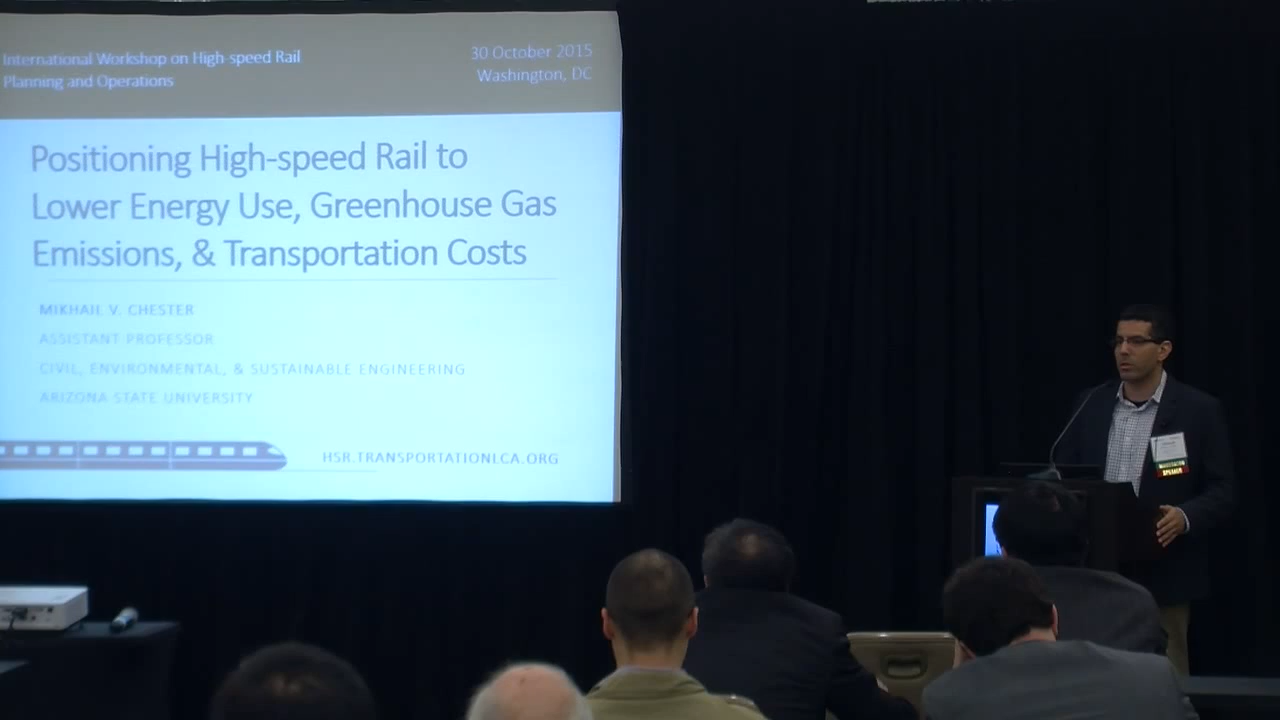 International Workshop on High-speed Rail
Planning and Operations
30 October 2015
Washington, DC
Positioning High-speed Rail to
Lower Energy Use, Greenhouse Gas
Emissions, & Transportation Costs
MIKHAIL V. CHESTER
ASSISTANT PROFESSOR
CIVIL, ENVIRONMENTAL, & SUSTAINABLE ENGINEERING
ARIZONA STATE UNIVERSITY
HSR.TRANSPORTATIONLCA.ORG
SPEAKER